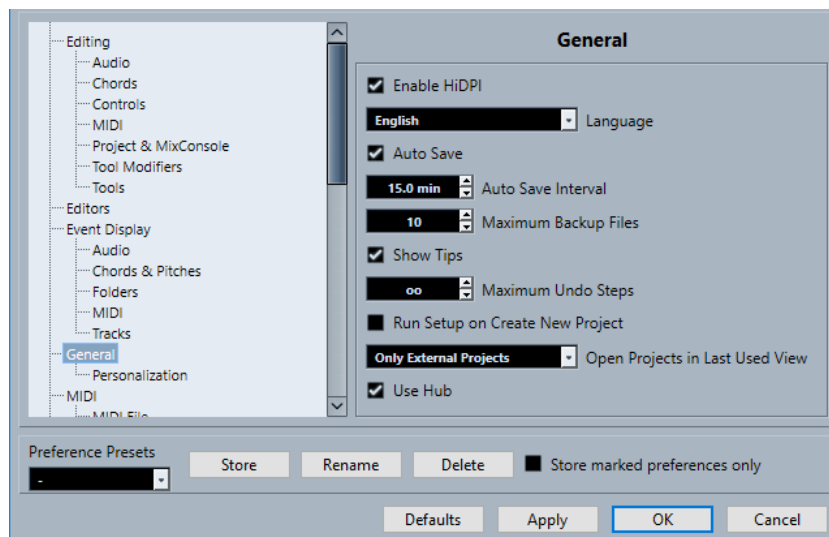 Editing
Audio
Chords
Controls
MIDI
Project & MixConsole
Tool Modifiers
Tools
Editors
Event Display
Audio
Chords & Pitches
Folders
MIDI
Tracks
General
Personalization
MIDI
MIDI File
General
Enable HiDPI
English Language
Auto Save
15.0 min Auto Save Interval
10 Maximum Backup Files
Show Tips
oo Maximum Undo Steps
Run Setup on Create New Project
Only External Projects Open Projects in Last Used View
Use Hub
Preference Presets
-
Store Rename Delete Store marked preferences only
Defaults Apply OK Cancel